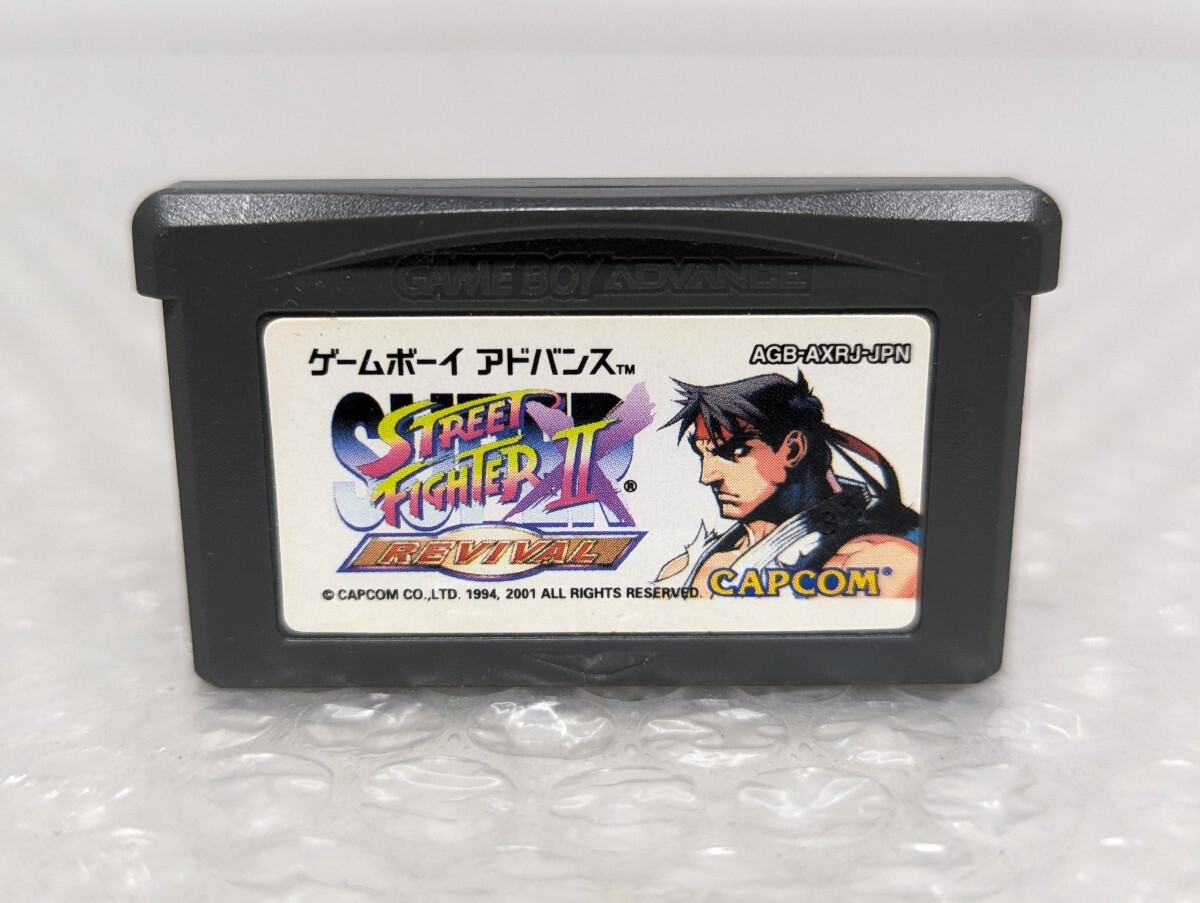 GAME BOY ADVANCE
ゲームボーイ アドバンス™
AGB-AXRJ-JPN
SUPER
STREET
FIGHTER II X®
REVIVAL
© CAPCOM CO.,LTD. 1994, 2001 ALL RIGHTS RESERVED.
CAPCOM®